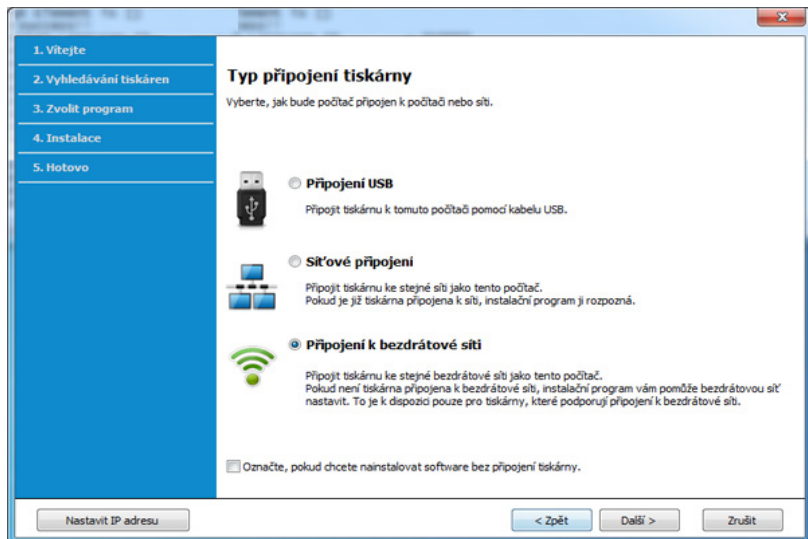 1. Vítejte
2. Vyhledávání tiskáren
3. Zvolit program
4. Instalace
5. Hotovo
Typ připojení tiskárny
Vyberte, jak bude počítač připojen k počítači nebo síti.
Připojení USB
Připojit tiskárnu k tomuto počítači pomocí kabelu USB.
Síťové připojení
Připojit tiskárnu ke stejné síti jako tento počítač.
Pokud je již tiskárna připojena k síti, instalační program ji rozpozná.
Připojení k bezdrátové síti
Připojit tiskárnu ke stejné bezdrátové síti jako tento počítač.
Pokud není tiskárna připojena k bezdrátové síti, instalační program vám pomůže bezdrátovou síť
nastavit. To je k dispozici pouze pro tiskárny, které podporují připojení k bezdrátové síti.
Označte, pokud chcete nainstalovat software bez připojení tiskárny.
Nastavit IP adresu
< Zpět
Další >
Zrušit